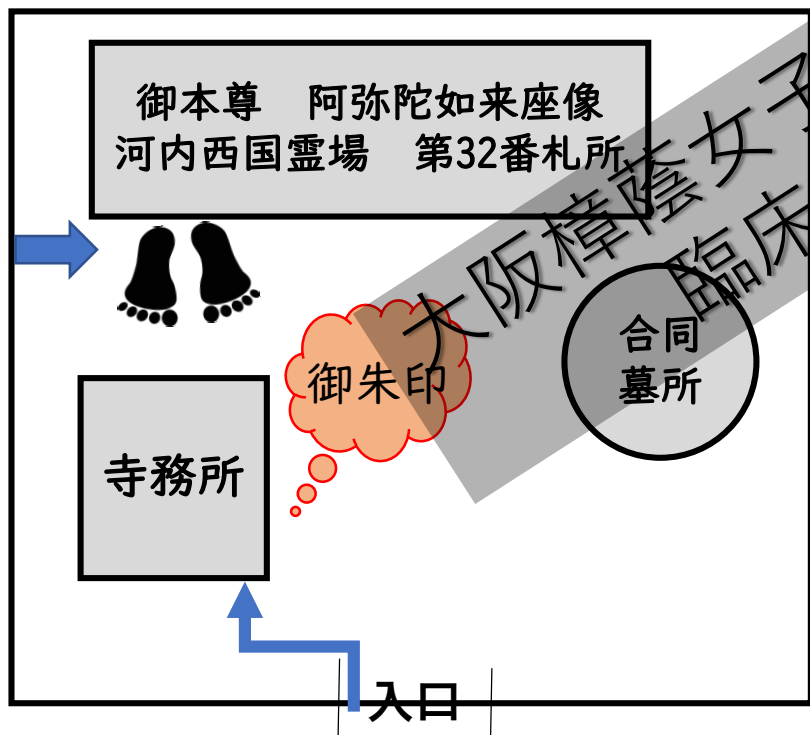 御本尊　阿弥陀如来座像
河内西国霊場　第32番札所
大阪樟蔭女子
臨床
合同
墓所
御朱印
寺務所
入口